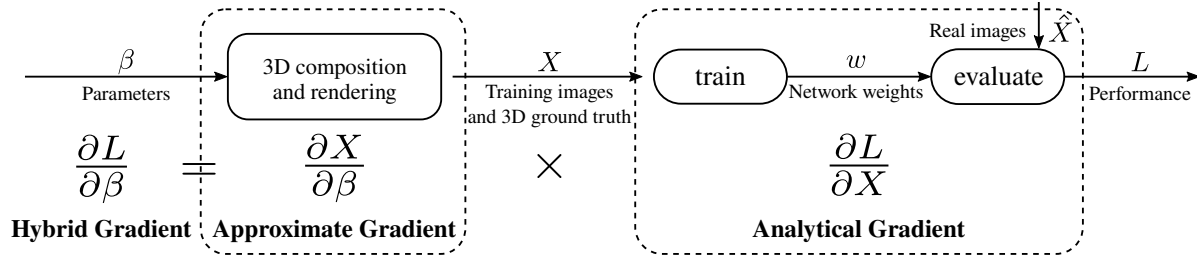 β
Parameters
3D composition
and rendering
X
Training images
and 3D ground truth
train
w
Network weights
Real images
X̂
evaluate
L
Performance
∂L/∂β = ∂X/∂β × ∂L/∂X
Hybrid Gradient
Approximate Gradient
Analytical Gradient